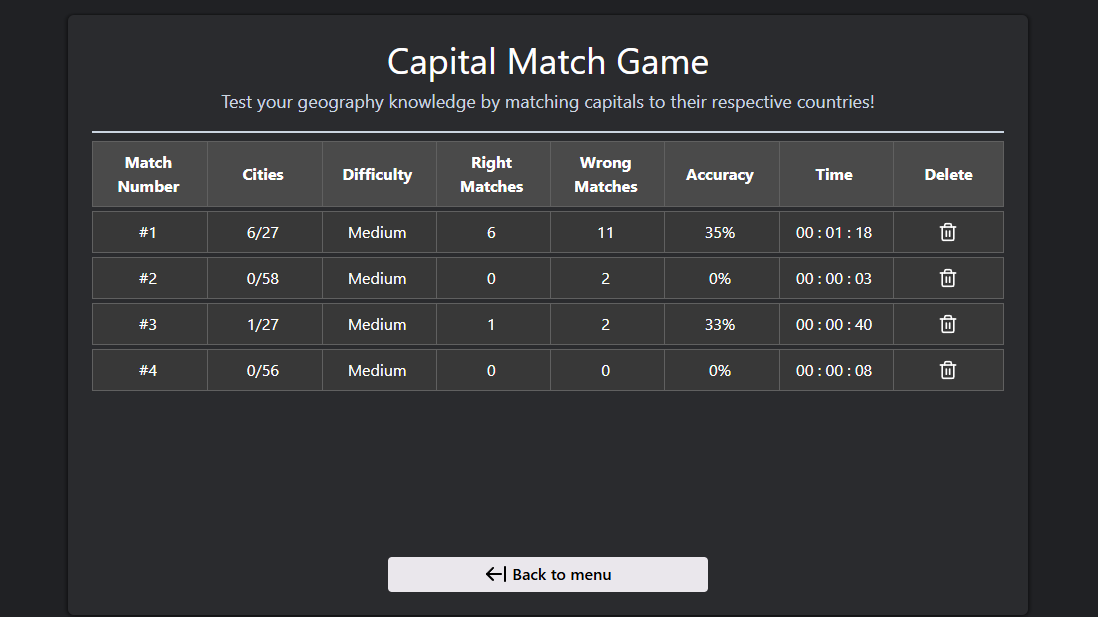 Capital Match Game
Test your geography knowledge by matching capitals to their respective countries!
Match Number Cities Difficulty Right Matches Wrong Matches Accuracy Time Delete
#1 6/27 Medium 6 11 35% 00 : 01 : 18
#2 0/58 Medium 0 2 0% 00 : 00 : 03
#3 1/27 Medium 1 2 33% 00 : 00 : 40
#4 0/56 Medium 0 0 0% 00 : 00 : 08
Back to menu